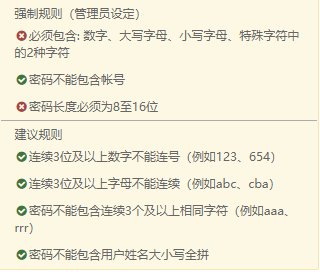 强制规则（管理员设定）
必须包含: 数字、大写字母、小写字母、特殊字符中
的2种字符
密码不能包含帐号
密码长度必须为8至16位
建议规则
连续3位及以上数字不能连号（例如123、654）
连续3位及以上字母不能连续（例如abc、cba）
密码不能包含连续3个及以上相同字符（例如aaa、
rrr）
密码不能包含用户姓名大小写全拼